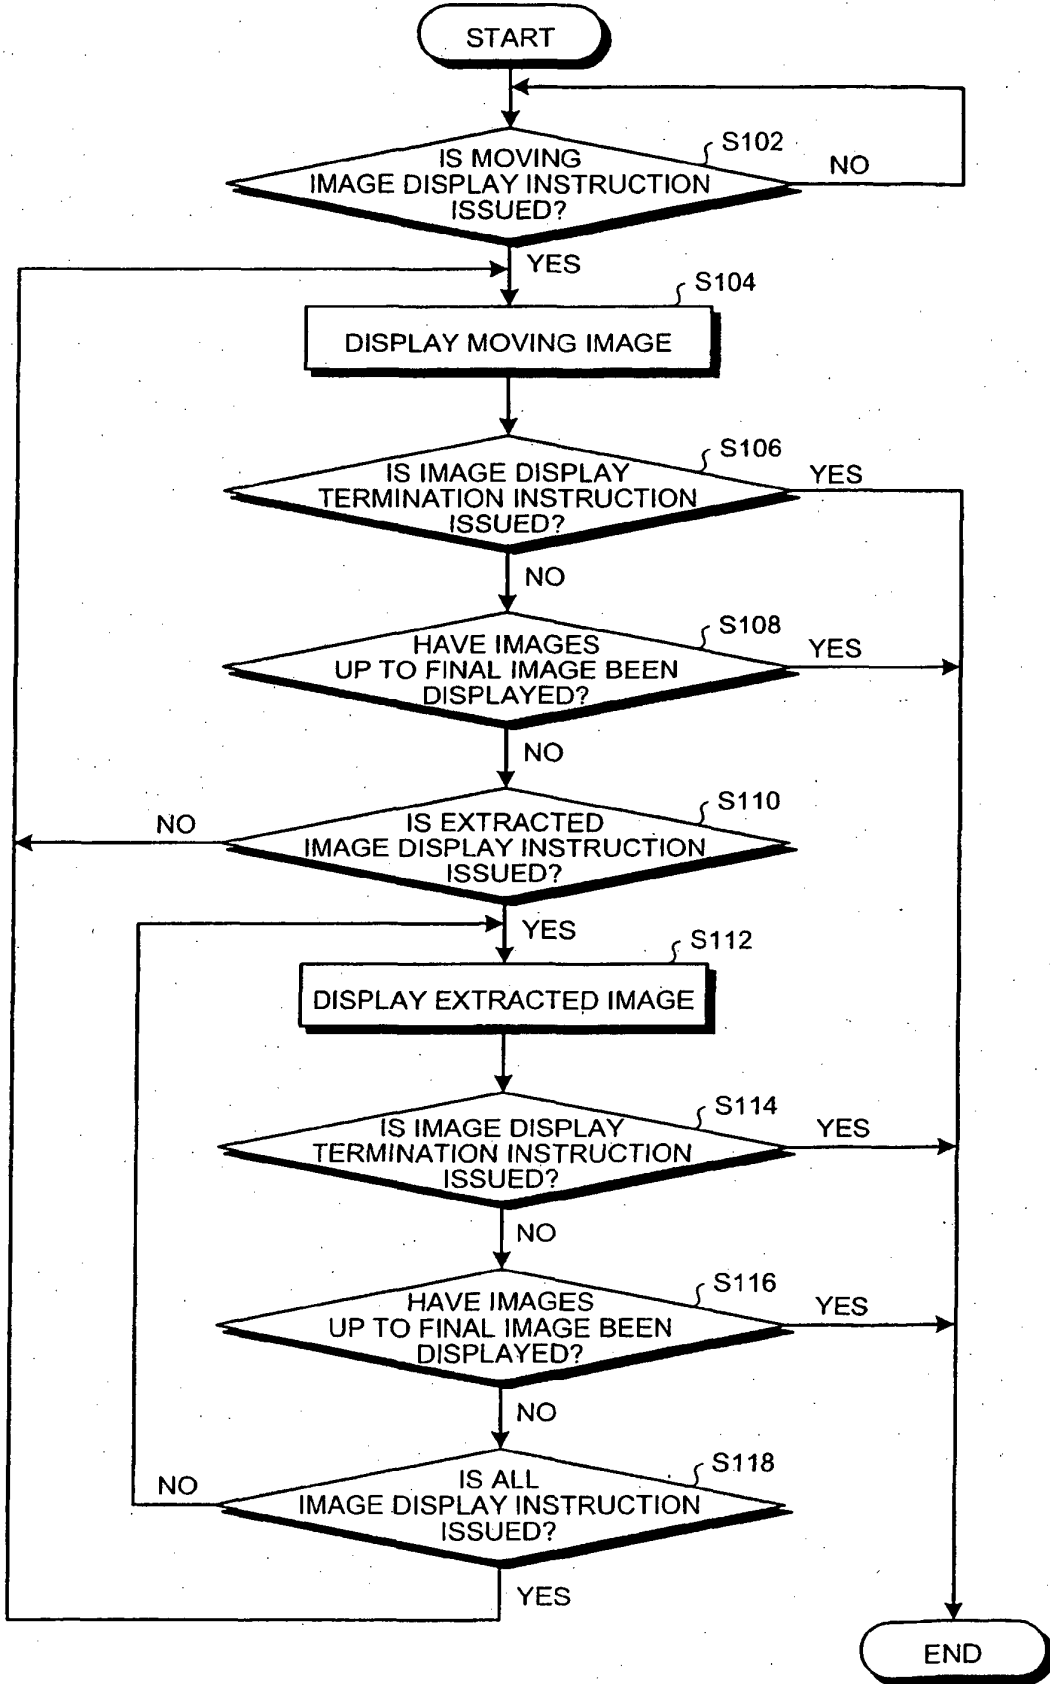 START
S102
IS MOVING
IMAGE DISPLAY INSTRUCTION
ISSUED?
NO
YES
S104
DISPLAY MOVING IMAGE
S106
IS IMAGE DISPLAY
TERMINATION INSTRUCTION
ISSUED?
YES
NO
S108
HAVE IMAGES
UP TO FINAL IMAGE BEEN
DISPLAYED?
YES
NO
S110
IS EXTRACTED
IMAGE DISPLAY INSTRUCTION
ISSUED?
NO
YES
S112
DISPLAY EXTRACTED IMAGE
S114
IS IMAGE DISPLAY
TERMINATION INSTRUCTION
ISSUED?
YES
NO
S116
HAVE IMAGES
UP TO FINAL IMAGE BEEN
DISPLAYED?
YES
NO
S118
IS ALL
IMAGE DISPLAY INSTRUCTION
ISSUED?
NO
YES
END